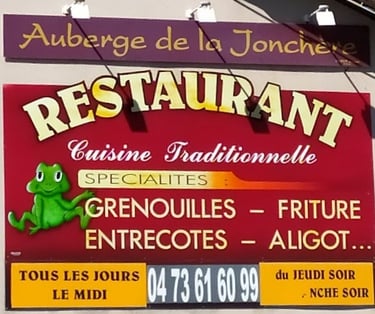 Auberge de la Jonchère
RESTAURANT
Cuisine Traditionnelle
SPECIALITES :
GRENOUILLES – FRITURE
ENTRECOTES – ALIGOT...
TOUS LES JOURS
LE MIDI
04 73 61 60 99
du JEUDI SOIR
NCHE SOIR